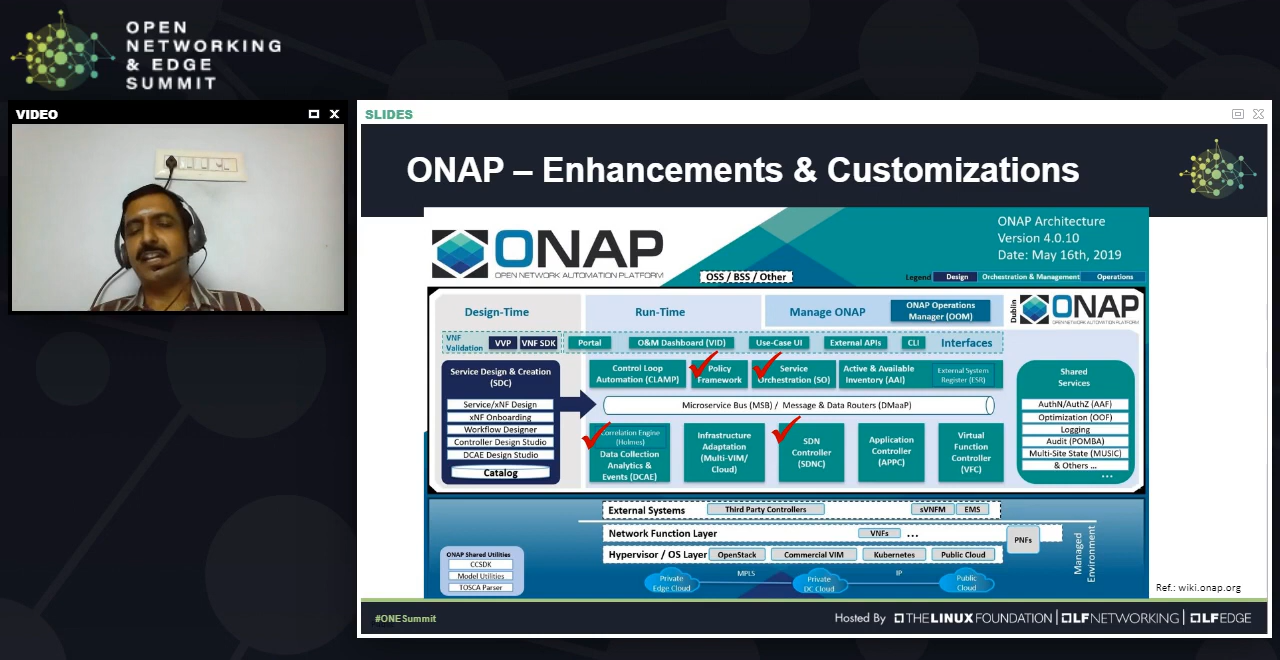 OPEN
NETWORKING
& EDGE
SUMMIT
VIDEO
SLIDES
ONAP – Enhancements & Customizations
ONAP
OPEN NETWORK AUTOMATION PLATFORM
ONAP Architecture
Version 4.0.10
Date: May 16th, 2019
OSS / BSS / Other
Legend Design Orchestration & Management Operations
Design-Time
Run-Time
Manage ONAP
ONAP Operations
Manager (OOM)
Dublin
ONAP
OPEN NETWORK AUTOMATION PLATFORM
VNF
Validation
VVP
VNF SDK
Portal
O&M Dashboard (VID)
Use-Case UI
External APIs
CLI
Interfaces
Service Design & Creation
(SDC)
Service/xNF Design
xNF Onboarding
Workflow Designer
Controller Design Studio
DCAE Design Studio
Catalog
Control Loop
Automation (CLAMP)
Policy
Framework
Service
Orchestration (SO)
Active & Available
Inventory (AAI)
External System
Register (ESR)
Microservice Bus (MSB) / Message & Data Routers (DMaaP)
Correlation Engine
(Holmes)
Data Collection
Analytics &
Events (DCAE)
Infrastructure
Adaptation
(Multi-VIM/
Cloud)
SDN
Controller
(SDNC)
Application
Controller
(APPC)
Virtual
Function
Controller
(VFC)
Shared
Services
AuthN/AuthZ (AAF)
Optimization (OOF)
Logging
Audit (POMBA)
Multi-Site State (MUSIC)
& Others ...
...
External Systems
Third Party Controllers
sVNFM
EMS
Network Function Layer
VNFs
...
PNFs
Hypervisor / OS Layer
OpenStack
Commercial VIM
Kubernetes
Public Cloud
Managed
Environment
ONAP Shared Utilities
CCSDK
Model Utilities
TOSCA Parser
Private
Edge Cloud
MPLS
Private
DC Cloud
IP
Public
Cloud
Ref.: wiki.onap.org
#ONESummit
Hosted By THE LINUX FOUNDATION | LF NETWORKING | LF EDGE